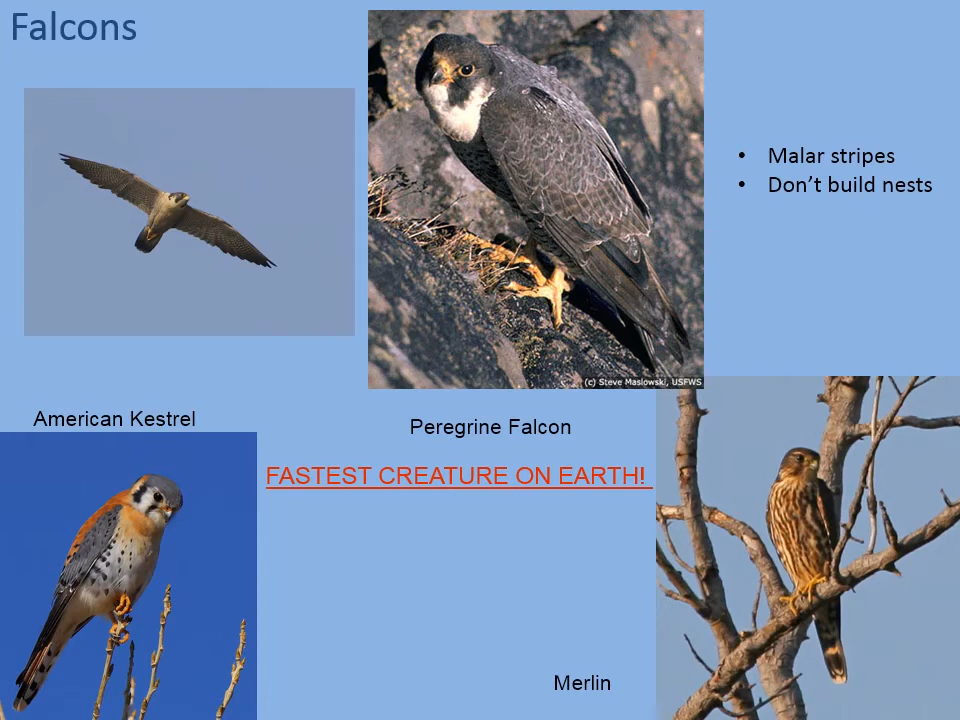 Falcons
• Malar stripes
• Don’t build nests
(c) Steve Maslowski, USFWS
American Kestrel
Peregrine Falcon
FASTEST CREATURE ON EARTH!
Merlin